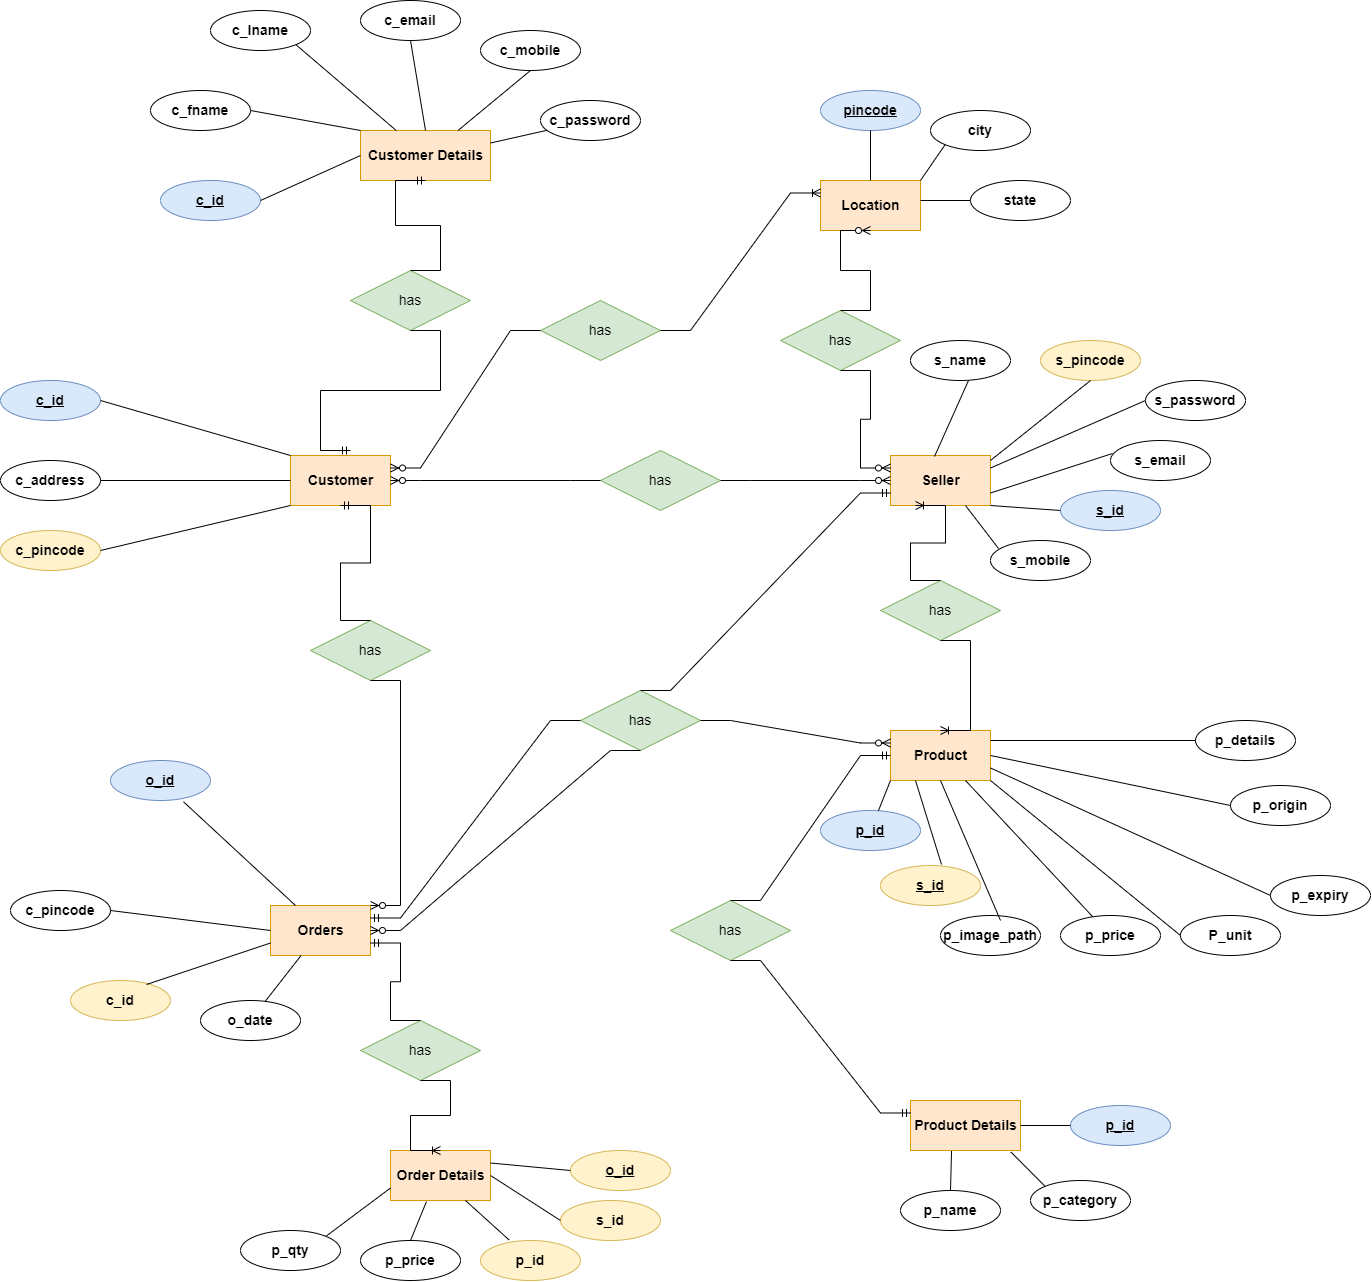 c_email
c_lname
c_mobile
c_fname
c_password
Customer Details
c_id
pincode
city
Location
state
has
has
has
s_name
s_pincode
s_password
s_email
s_id
s_mobile
Seller
c_id
c_address
c_pincode
Customer
has
has
has
has
p_details
p_origin
p_expiry
P_unit
p_price
p_image_path
s_id
p_id
Product
o_id
c_pincode
c_id
o_date
Orders
has
has
Product Details
p_id
p_category
p_name
Order Details
o_id
s_id
p_id
p_price
p_qty